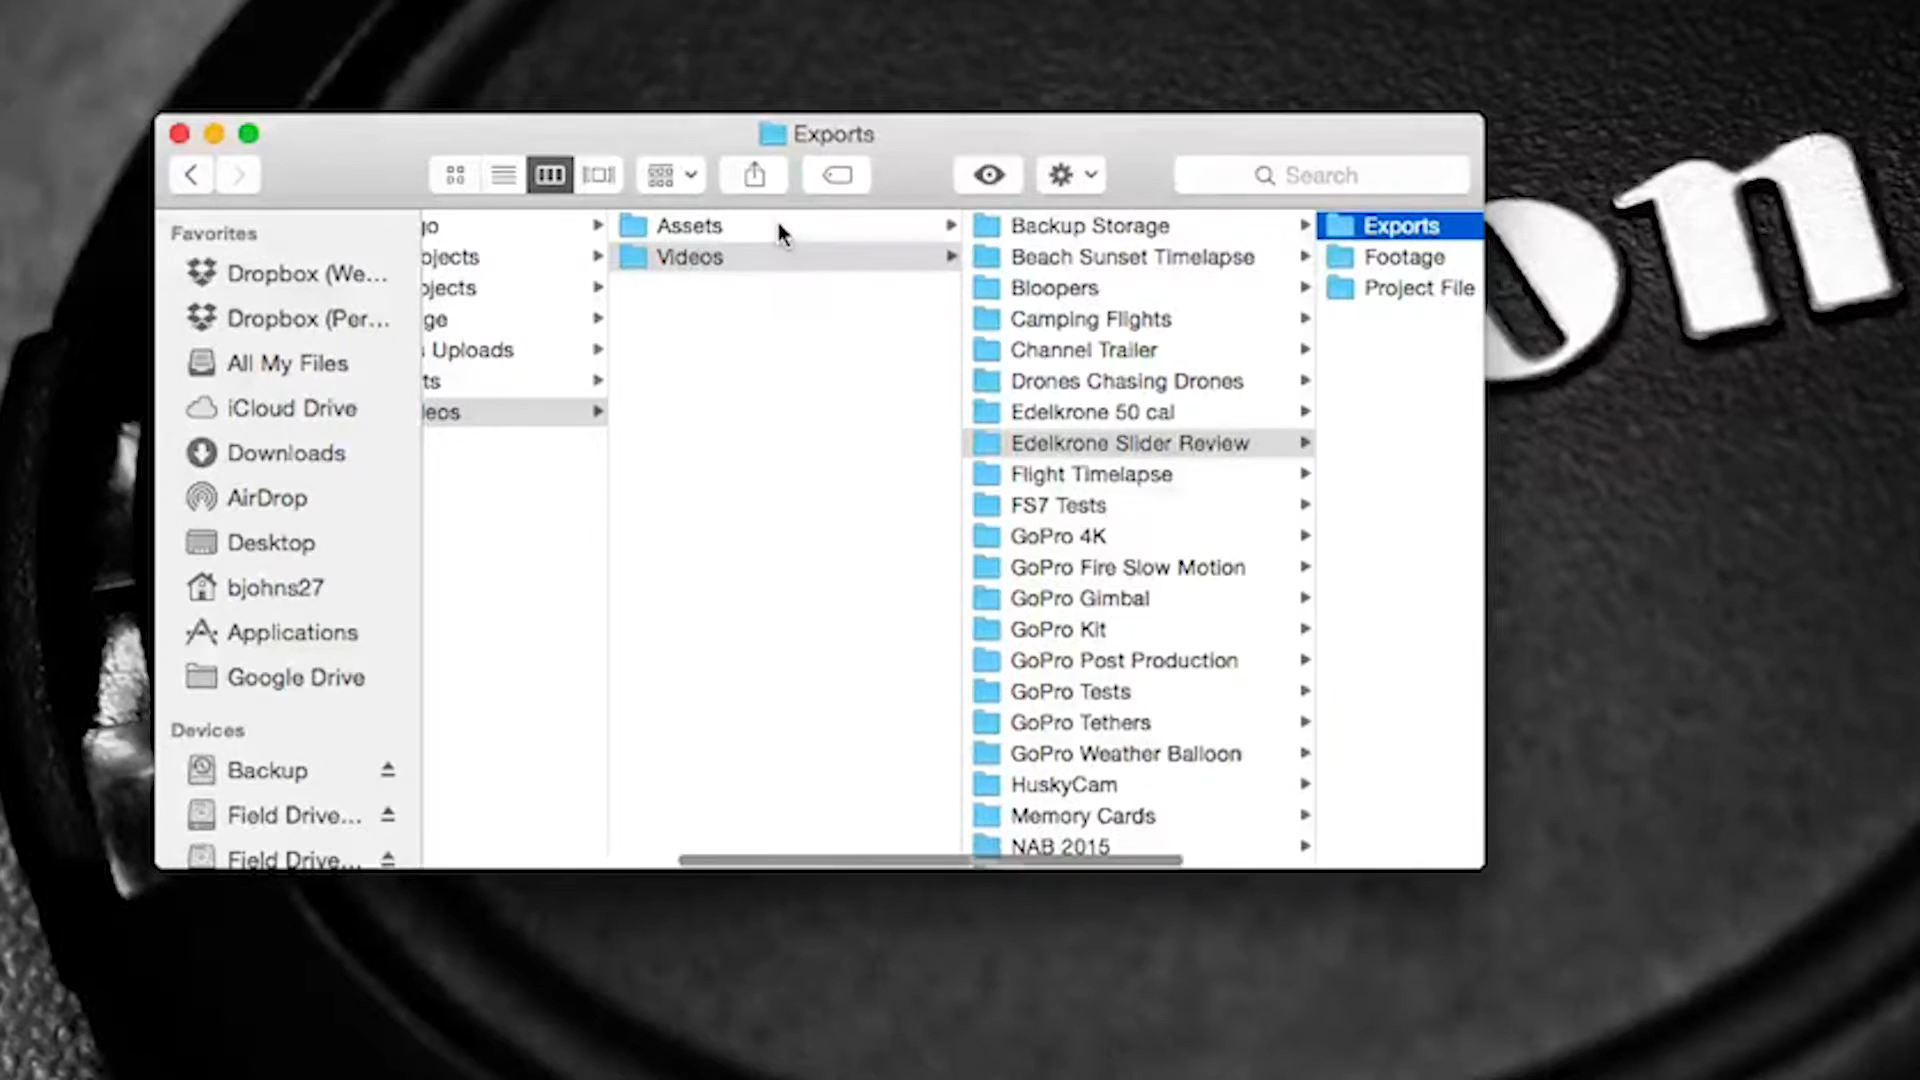 Exports
Search
Favorites
Dropbox (We...
Dropbox (Per...
All My Files
iCloud Drive
Downloads
AirDrop
Desktop
bjohns27
Applications
Google Drive
Devices
Backup
Field Drive...
Field Drive...
go
ojects
ojects
ge
s Uploads
ts
deos
Assets
Videos
Backup Storage
Beach Sunset Timelapse
Bloopers
Camping Flights
Channel Trailer
Drones Chasing Drones
Edelkrone 50 cal
Edelkrone Slider Review
Flight Timelapse
FS7 Tests
GoPro 4K
GoPro Fire Slow Motion
GoPro Gimbal
GoPro Kit
GoPro Post Production
GoPro Tests
GoPro Tethers
GoPro Weather Balloon
HuskyCam
Memory Cards
NAB 2015
Exports
Footage
Project File
on